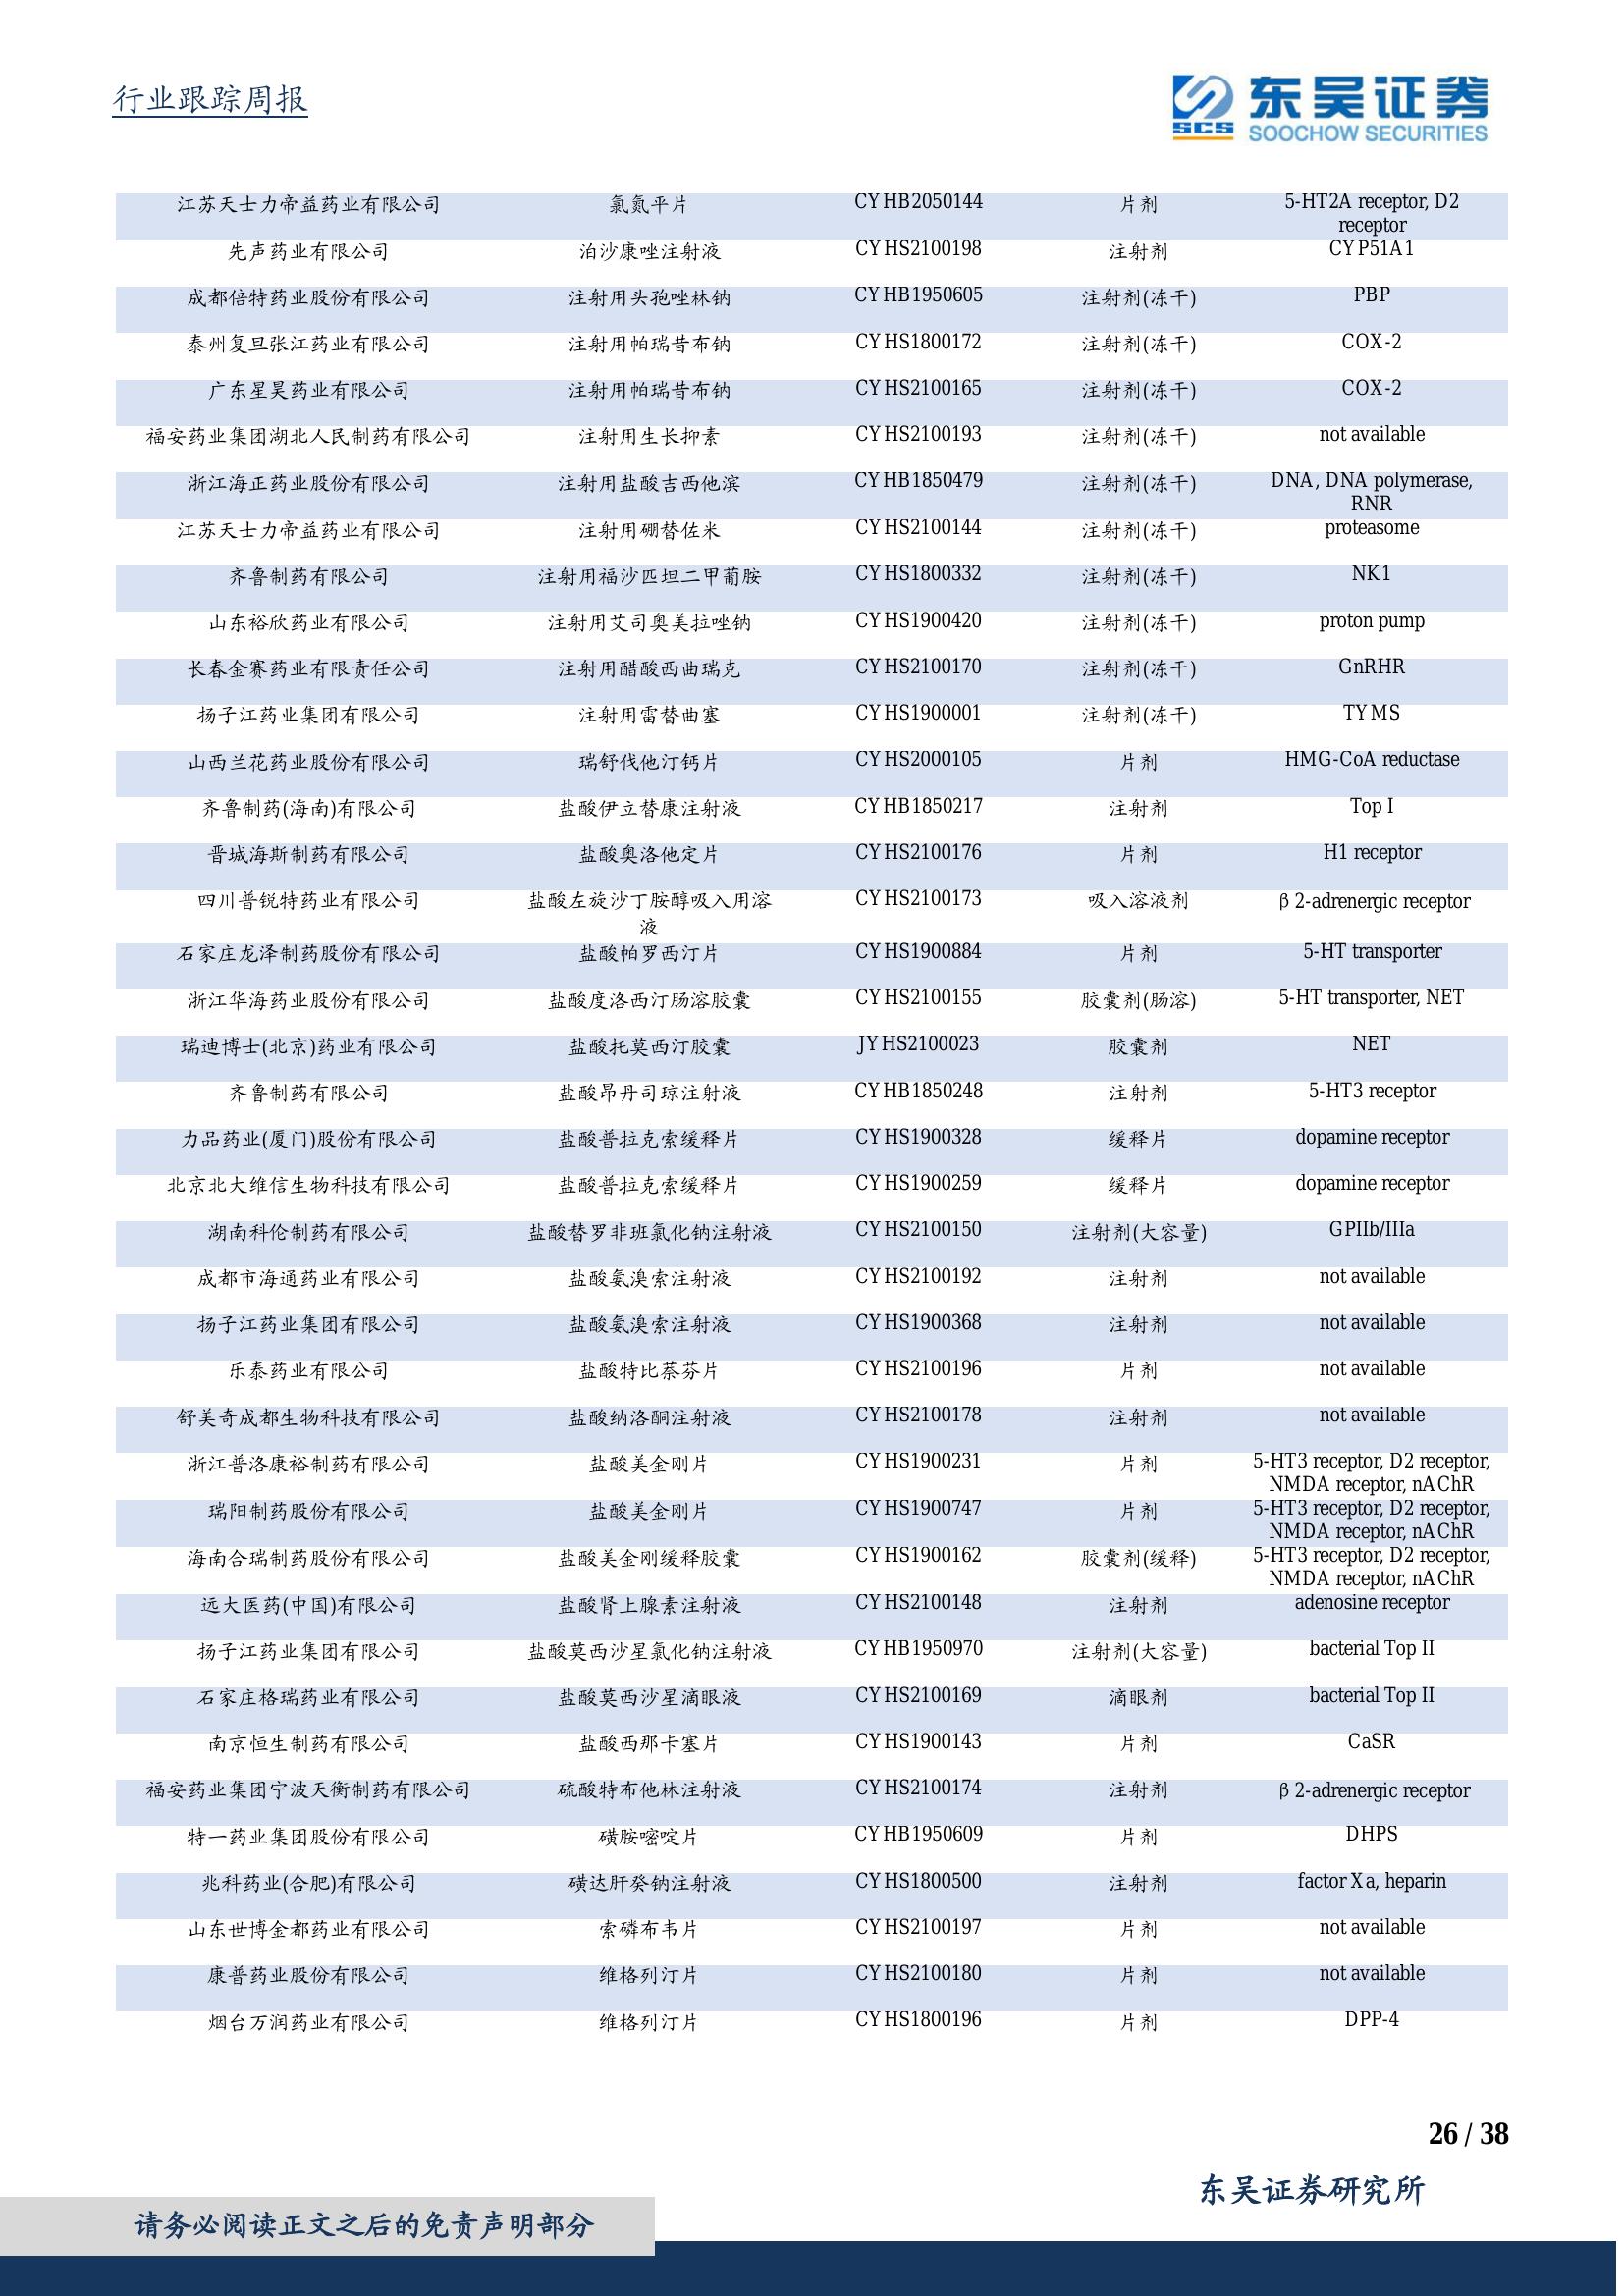 行业跟踪周报
SCS 东吴证券
SOOCHOW SECURITIES
江苏天士力帝益药业有限公司 氯氮平片 CYHB2050144 片剂 5-HT2A receptor, D2
receptor
先声药业有限公司 泊沙康唑注射液 CYHS2100198 注射剂 CYP51A1
成都倍特药业股份有限公司 注射用头孢唑林钠 CYHB1950605 注射剂(冻干) PBP
泰州复旦张江药业有限公司 注射用帕瑞昔布钠 CYHS1800172 注射剂(冻干) COX-2
广东星昊药业有限公司 注射用帕瑞昔布钠 CYHS2100165 注射剂(冻干) COX-2
福安药业集团湖北人民制药有限公司 注射用生长抑素 CYHS2100193 注射剂(冻干) not available
浙江海正药业股份有限公司 注射用盐酸吉西他滨 CYHB1850479 注射剂(冻干) DNA, DNA polymerase,
RNR
江苏天士力帝益药业有限公司 注射用硼替佐米 CYHS2100144 注射剂(冻干) proteasome
齐鲁制药有限公司 注射用福沙匹坦二甲葡胺 CYHS1800332 注射剂(冻干) NK1
山东裕欣药业有限公司 注射用艾司奥美拉唑钠 CYHS1900420 注射剂(冻干) proton pump
长春金赛药业有限责任公司 注射用醋酸西曲瑞克 CYHS2100170 注射剂(冻干) GnRHR
扬子江药业集团有限公司 注射用雷替曲塞 CYHS1900001 注射剂(冻干) TYMS
山西兰花药业股份有限公司 瑞舒伐他汀钙片 CYHS2000105 片剂 HMG-CoA reductase
齐鲁制药(海南)有限公司 盐酸伊立替康注射液 CYHB1850217 注射剂 Top I
晋城海斯制药有限公司 盐酸奥洛他定片 CYHS2100176 片剂 H1 receptor
四川普锐特药业有限公司 盐酸左旋沙丁胺醇吸入用溶 CYHS2100173 吸入溶液剂 β2-adrenergic receptor
液
石家庄龙泽制药股份有限公司 盐酸帕罗西汀片 CYHS1900884 片剂 5-HT transporter
浙江华海药业股份有限公司 盐酸度洛西汀肠溶胶囊 CYHS2100155 胶囊剂(肠溶) 5-HT transporter, NET
瑞迪博士(北京)药业有限公司 盐酸托莫西汀胶囊 JYHS2100023 胶囊剂 NET
齐鲁制药有限公司 盐酸昂丹司琼注射液 CYHB1850248 注射剂 5-HT3 receptor
力品药业(厦门)股份有限公司 盐酸普拉克索缓释片 CYHS1900328 缓释片 dopamine receptor
北京北大维信生物科技有限公司 盐酸普拉克索缓释片 CYHS1900259 缓释片 dopamine receptor
湖南科伦制药有限公司 盐酸替罗非班氯化钠注射液 CYHS2100150 注射剂(大容量) GPIIb/IIIa
成都市海通药业有限公司 盐酸氨溴索注射液 CYHS2100192 注射剂 not available
扬子江药业集团有限公司 盐酸氨溴索注射液 CYHS1900368 注射剂 not available
乐泰药业有限公司 盐酸特比萘芬片 CYHS2100196 片剂 not available
舒美奇成都生物科技有限公司 盐酸纳洛酮注射液 CYHS2100178 注射剂 not available
浙江普洛康裕制药有限公司 盐酸美金刚片 CYHS1900231 片剂 5-HT3 receptor, D2 receptor,
NMDA receptor, nAChR
瑞阳制药股份有限公司 盐酸美金刚片 CYHS1900747 片剂 5-HT3 receptor, D2 receptor,
NMDA receptor, nAChR
海南合瑞制药股份有限公司 盐酸美金刚缓释胶囊 CYHS1900162 胶囊剂(缓释) 5-HT3 receptor, D2 receptor,
NMDA receptor, nAChR
远大医药(中国)有限公司 盐酸肾上腺素注射液 CYHS2100148 注射剂 adenosine receptor
扬子江药业集团有限公司 盐酸莫西沙星氯化钠注射液 CYHB1950970 注射剂(大容量) bacterial Top II
石家庄格瑞药业有限公司 盐酸莫西沙星滴眼液 CYHS2100169 滴眼剂 bacterial Top II
南京恒生制药有限公司 盐酸西那卡塞片 CYHS1900143 片剂 CaSR
福安药业集团宁波天衡制药有限公司 硫酸特布他林注射液 CYHS2100174 注射剂 β2-adrenergic receptor
特一药业集团股份有限公司 磺胺嘧啶片 CYHB1950609 片剂 DHPS
兆科药业(合肥)有限公司 磺达肝癸钠注射液 CYHS1800500 注射剂 factor Xa, heparin
山东世博金都药业有限公司 索磷布韦片 CYHS2100197 片剂 not available
康普药业股份有限公司 维格列汀片 CYHS2100180 片剂 not available
烟台万润药业有限公司 维格列汀片 CYHS1800196 片剂 DPP-4
26 / 38
东吴证券研究所
请务必阅读正文之后的免责声明部分